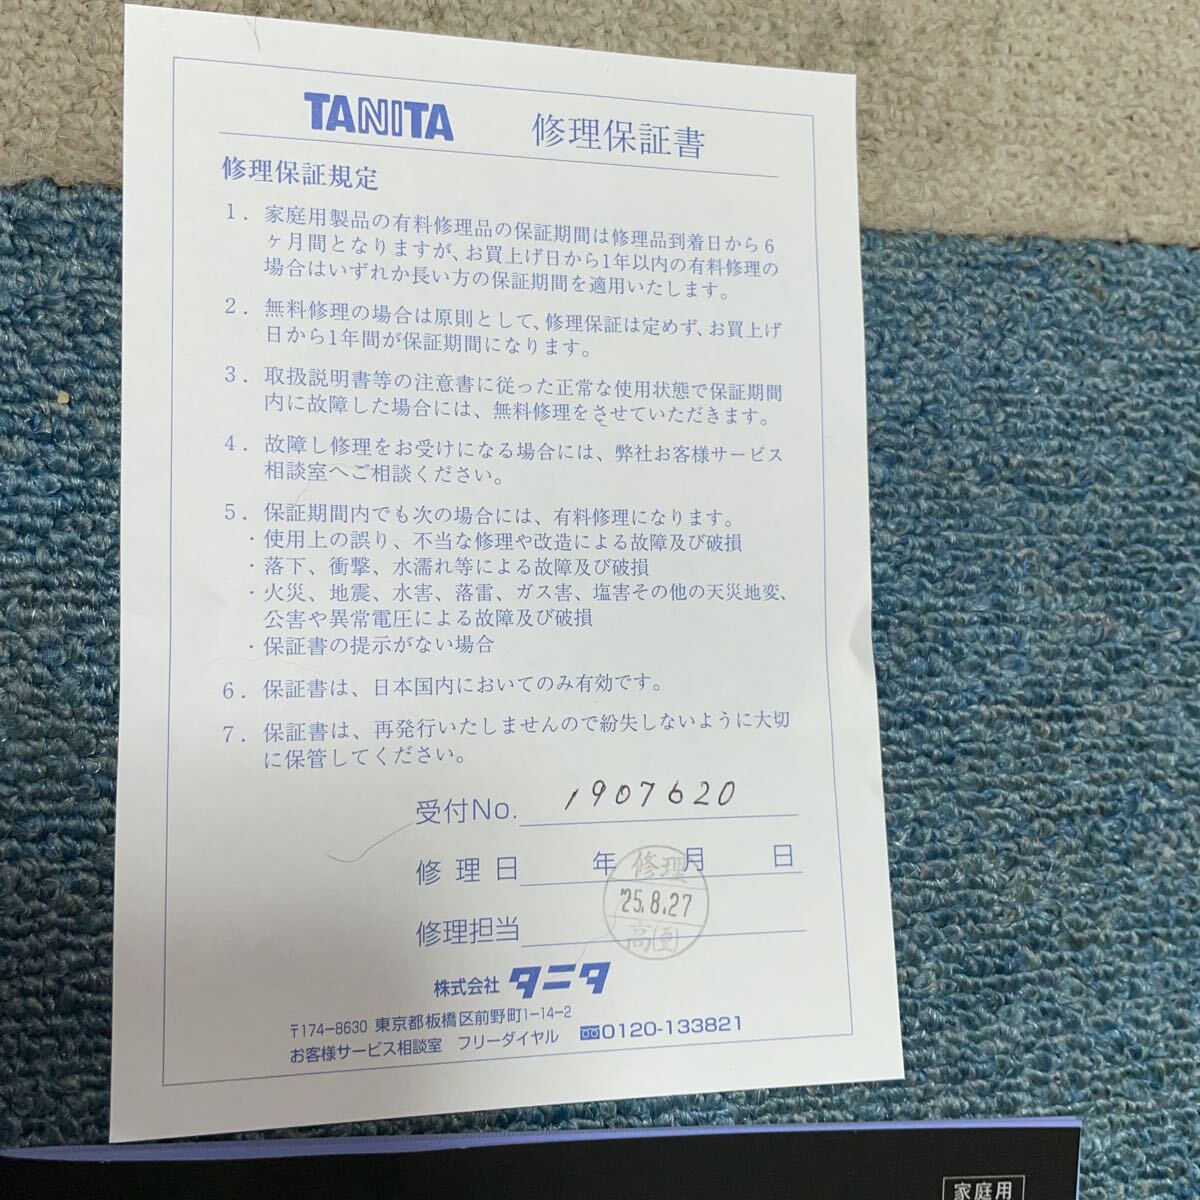 TANITA 修理保証書
修理保証規定
1. 家庭用製品の有料修理品の保証期間は修理品到着日から6
ヶ月間となりますが、お買上げ日から1年以内の有料修理の
場合はいずれか長い方の保証期間を適用いたします。
2. 無料修理の場合は原則として、修理保証は定めず、お買上げ
日から1年間が保証期間になります。
3. 取扱説明書等の注意書に従った正常な使用状態で保証期間
内に故障した場合には、無料修理をさせていただきます。
4. 故障し修理をお受けになる場合には、弊社お客様サービス
相談室へご相談ください。
5. 保証期間内でも次の場合には、有料修理になります。
・使用上の誤り、不当な修理や改造による故障及び破損
・落下、衝撃、水濡れ等による故障及び破損
・火災、地震、水害、落雷、ガス害、塩害その他の天災地変、
公害や異常電圧による故障及び破損
・保証書の提示がない場合
6. 保証書は、日本国内においてのみ有効です。
7. 保証書は、再発行いたしませんので紛失しないように大切
に保管してください。
受付No. 1907620
修理日 年 月 日
修理
'25.8.27
高(亜)
修理担当
株式会社 タニタ
〒174-8630 東京都板橋区前野町1-14-2
お客様サービス相談室 フリーダイヤル 0120-133821
家庭用